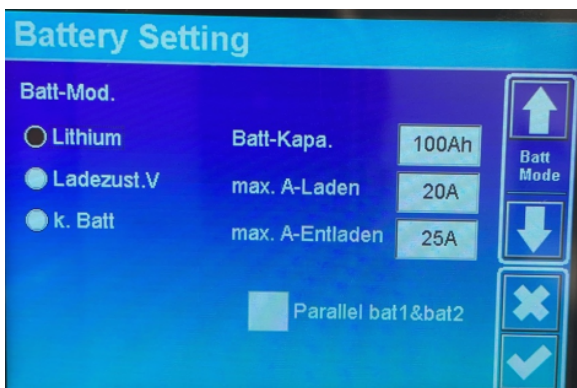 Battery Setting
Batt-Mod.
Lithium
Ladezust.V
k. Batt
Batt-Kapa.
100Ah
max. A-Laden
20A
max. A-Entladen
25A
Parallel bat1&bat2
Batt
Mode